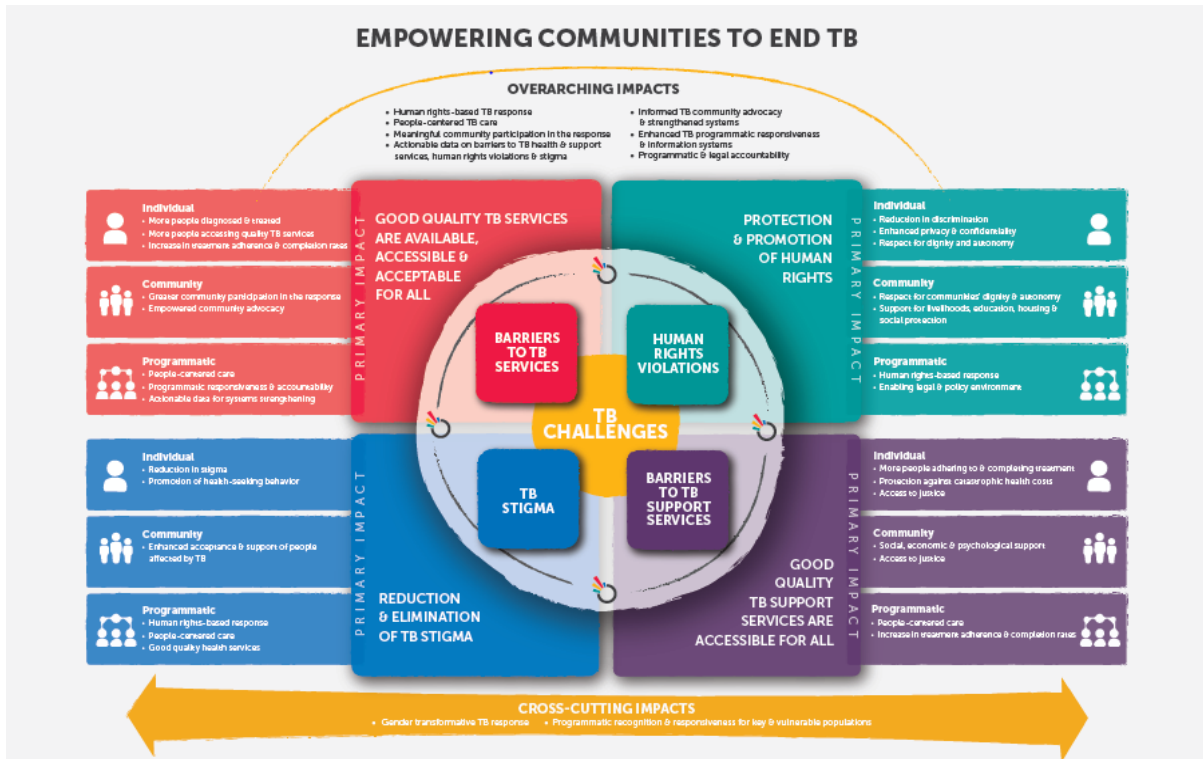 EMPOWERING COMMUNITIES TO END TB
OVERARCHING IMPACTS
• Human rights-based TB response
• People-centered TB care
• Meaningful community participation in the response
• Actionable data on barriers to TB health & support
services, human rights violations & stigma
• Informed TB community advocacy
& strengthened systems
• Enhanced TB programmatic responsiveness
& information systems
• Programmatic & legal accountability
Individual
• More people diagnosed & treated
• More people accessing quality TB services
• Increase in treatment adherence & completion rates
Community
• Greater community participation in the response
• Empowered community advocacy
Programmatic
• People-centered care
• Programmatic responsiveness & accountability
• Actionable data for systems strengthening
PRIMARY IMPACT
GOOD QUALITY TB SERVICES
ARE AVAILABLE,
ACCESSIBLE &
ACCEPTABLE
FOR ALL
PROTECTION
& PROMOTION
OF HUMAN
RIGHTS
PRIMARY IMPACT
Individual
• Reduction in discrimination
• Enhanced privacy & confidentiality
• Respect for dignity and autonomy
Community
• Respect for communities' dignity & autonomy
• Support for livelihoods, education, housing &
social protection
Programmatic
• Human rights-based response
• Enabling legal & policy environment
BARRIERS
TO TB
SERVICES
HUMAN
RIGHTS
VIOLATIONS
TB
CHALLENGES
TB
STIGMA
BARRIERS
TO TB
SUPPORT
SERVICES
Individual
• Reduction in stigma
• Promotion of health-seeking behavior
Community
• Enhanced acceptance & support of people
affected by TB
Programmatic
• Human rights-based response
• People-centered care
• Good quality health services
PRIMARY IMPACT
REDUCTION
& ELIMINATION
OF TB STIGMA
GOOD
QUALITY
TB SUPPORT
SERVICES ARE
ACCESSIBLE FOR ALL
PRIMARY IMPACT
Individual
• More people adhering to & completing treatment
• Protection against catastrophic health costs
• Access to justice
Community
• Social, economic & psychological support
• Access to justice
Programmatic
• People-centered care
• Increase in treatment adherence & completion rates
CROSS-CUTTING IMPACTS
• Gender transformative TB response • Programmatic recognition & responsiveness for key & vulnerable populations